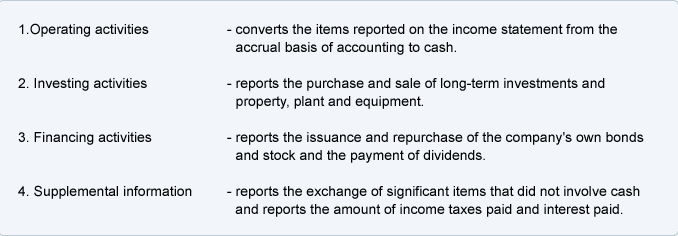 1.Operating activities - converts the items reported on the income statement from the
accrual basis of accounting to cash.
2. Investing activities - reports the purchase and sale of long-term investments and
property, plant and equipment.
3. Financing activities - reports the issuance and repurchase of the company's own bonds
and stock and the payment of dividends.
4. Supplemental information - reports the exchange of significant items that did not involve cash
and reports the amount of income taxes paid and interest paid.